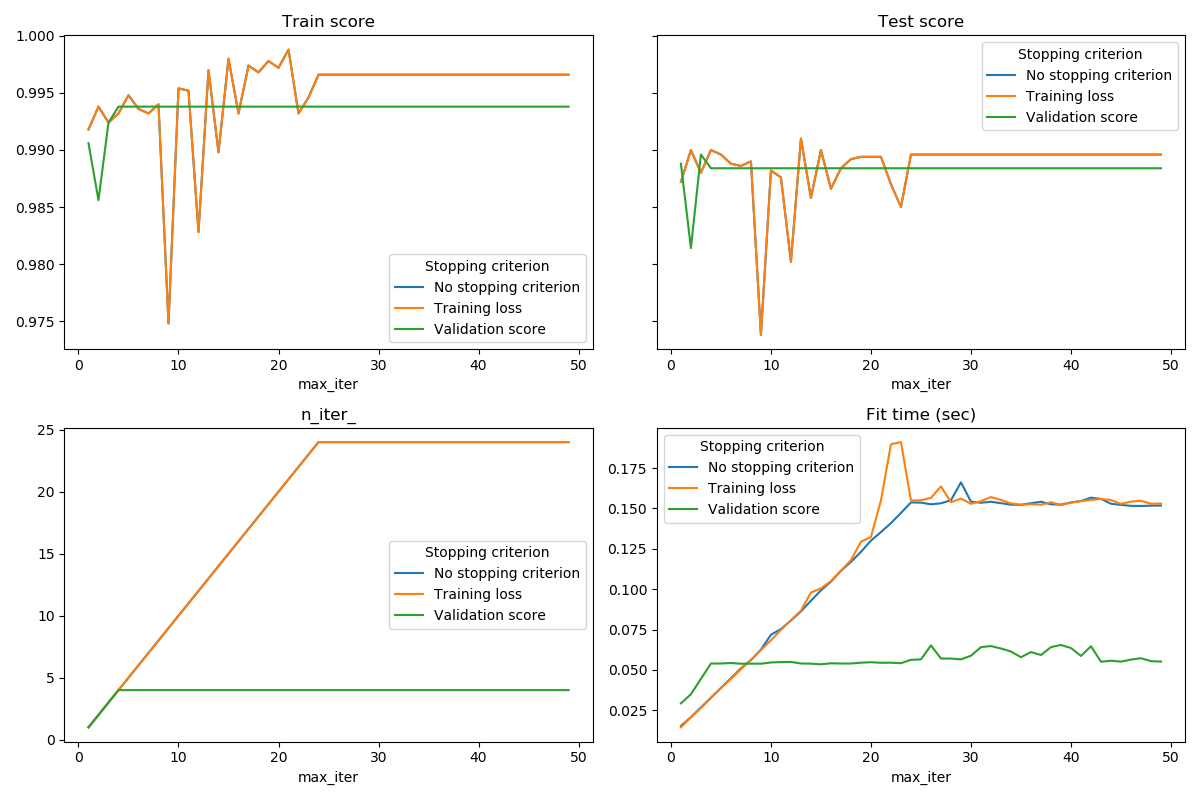 Train score
1.000
0.995
0.990
0.985
0.980
0.975
Stopping criterion
No stopping criterion
Training loss
Validation score
0 10 20 30 40 50
max_iter
Test score
Stopping criterion
No stopping criterion
Training loss
Validation score
0 10 20 30 40 50
max_iter
n_iter_
25
20
15
10
5
0
Stopping criterion
No stopping criterion
Training loss
Validation score
0 10 20 30 40 50
max_iter
Fit time (sec)
Stopping criterion
No stopping criterion
Training loss
Validation score
0.175
0.150
0.125
0.100
0.075
0.050
0.025
0 10 20 30 40 50
max_iter